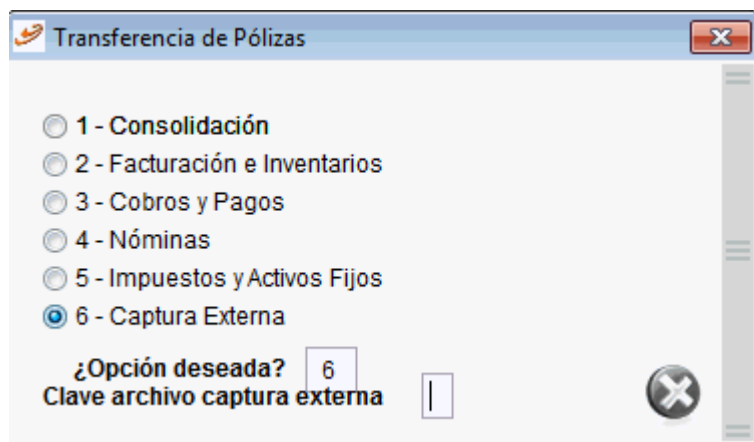 Transferencia de Pólizas
1 - Consolidación
2 - Facturación e Inventarios
3 - Cobros y Pagos
4 - Nóminas
5 - Impuestos y Activos Fijos
6 - Captura Externa
¿Opción deseada? 6
Clave archivo captura externa